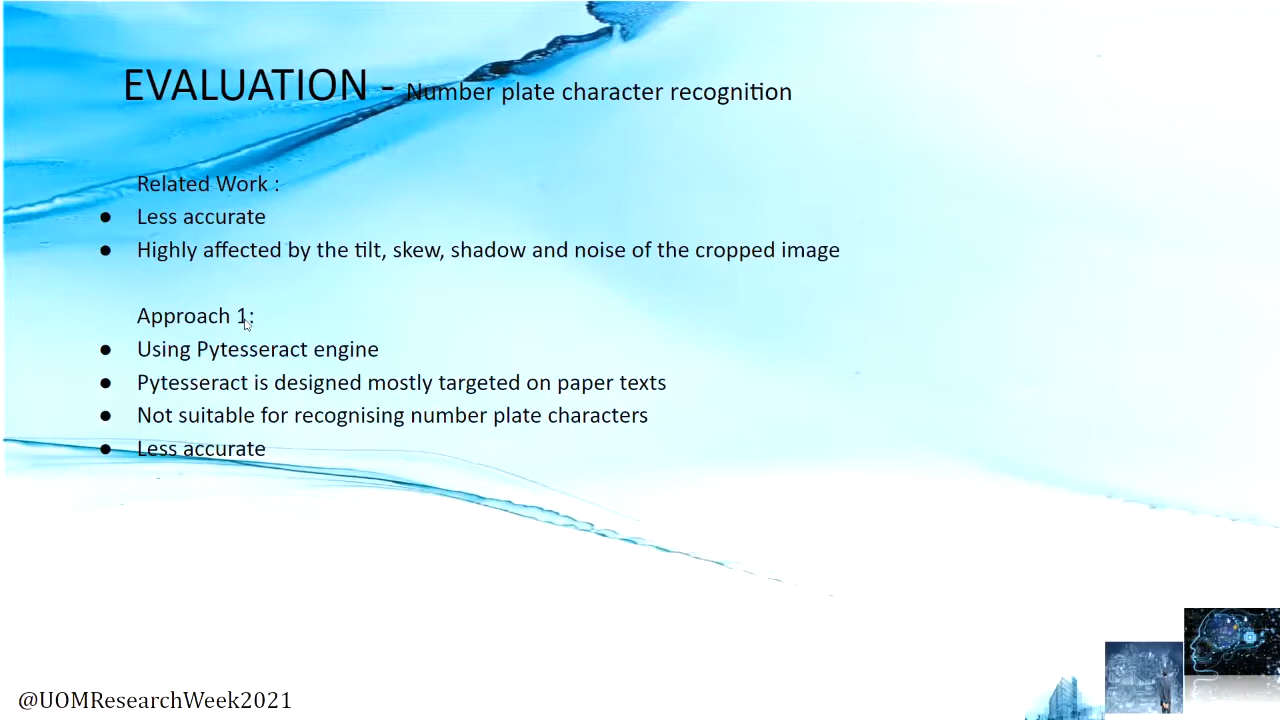 EVALUATION - Number plate character recognition
Related Work :
● Less accurate
● Highly affected by the tilt, skew, shadow and noise of the cropped image
Approach 1:
● Using Pytesseract engine
● Pytesseract is designed mostly targeted on paper texts
● Not suitable for recognising number plate characters
● Less accurate
@UOMResearchWeek2021